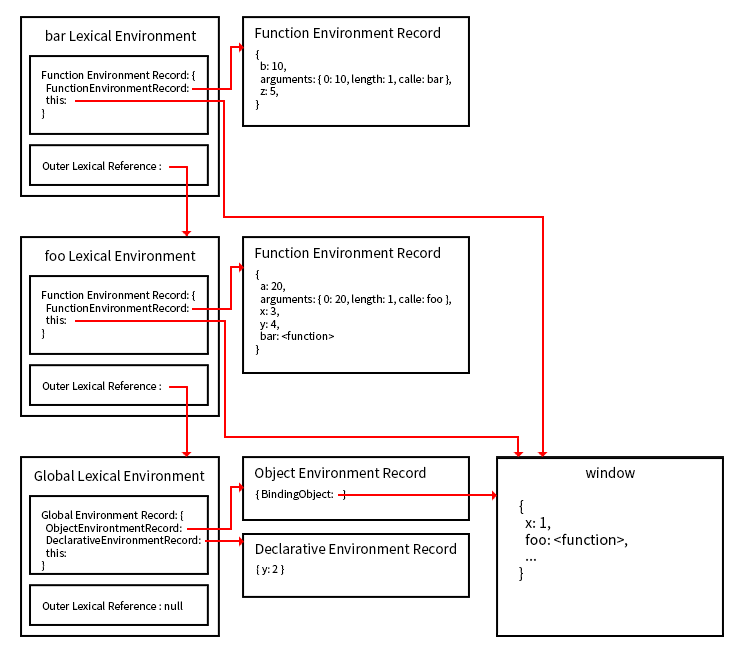 bar Lexical Environment
Function Environment Record: {
FunctionEnvironmentRecord:
this:
}
Outer Lexical Reference :
Function Environment Record
{
b: 10,
arguments: { 0: 10, length: 1, calle: bar },
z: 5,
}
foo Lexical Environment
Function Environment Record: {
FunctionEnvironmentRecord:
this:
}
Outer Lexical Reference :
Function Environment Record
{
a: 20,
arguments: { 0: 20, length: 1, calle: foo },
x: 3,
y: 4,
bar: <function>
}
Global Lexical Environment
Global Environment Record: {
ObjectEnvirontmentRecord:
DeclarativeEnvironmentRecord:
this:
}
Outer Lexical Reference : null
Object Environment Record
{ BindingObject: }
Declarative Environment Record
{ y: 2 }
window
{
x: 1,
foo: <function>,
...
}